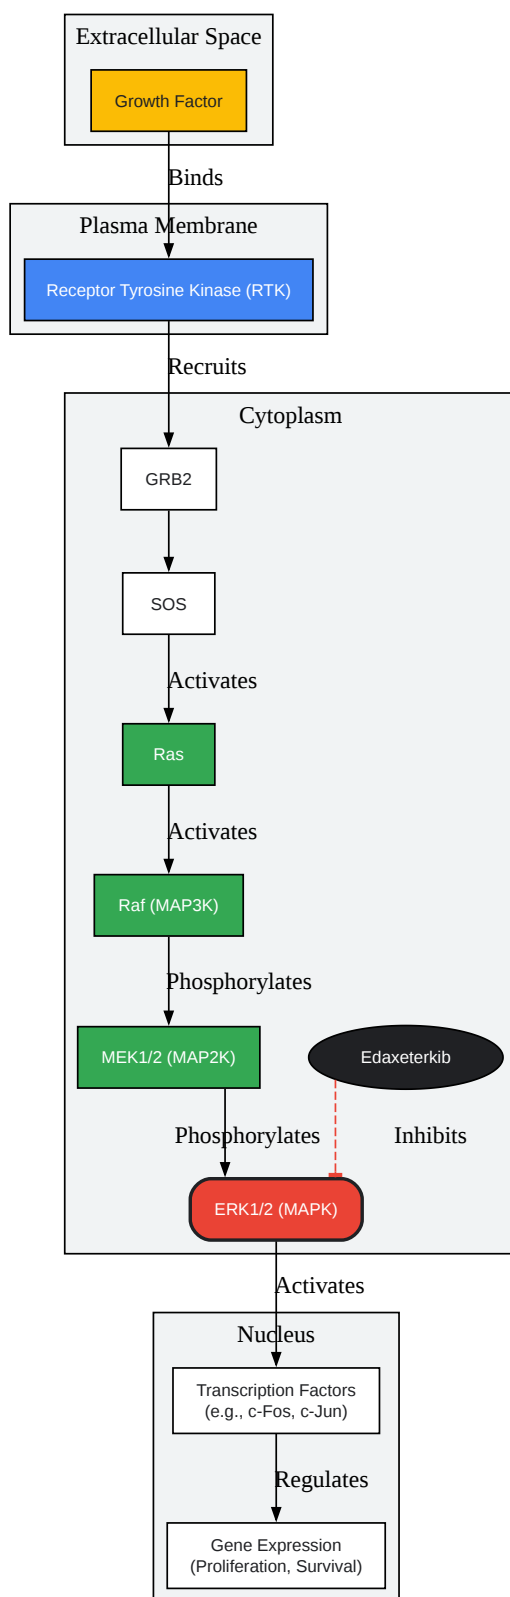 Extracellular Space
Growth Factor
Binds
Plasma Membrane
Receptor Tyrosine Kinase (RTK)
Recruits
Cytoplasm
GRB2
SOS
Activates
Ras
Activates
Raf (MAP3K)
Phosphorylates
MEK1/2 (MAP2K)
Edaxeterkib
Phosphorylates
Inhibits
ERK1/2 (MAPK)
Activates
Nucleus
Transcription Factors
(e.g., c-Fos, c-Jun)
Regulates
Gene Expression
(Proliferation, Survival)